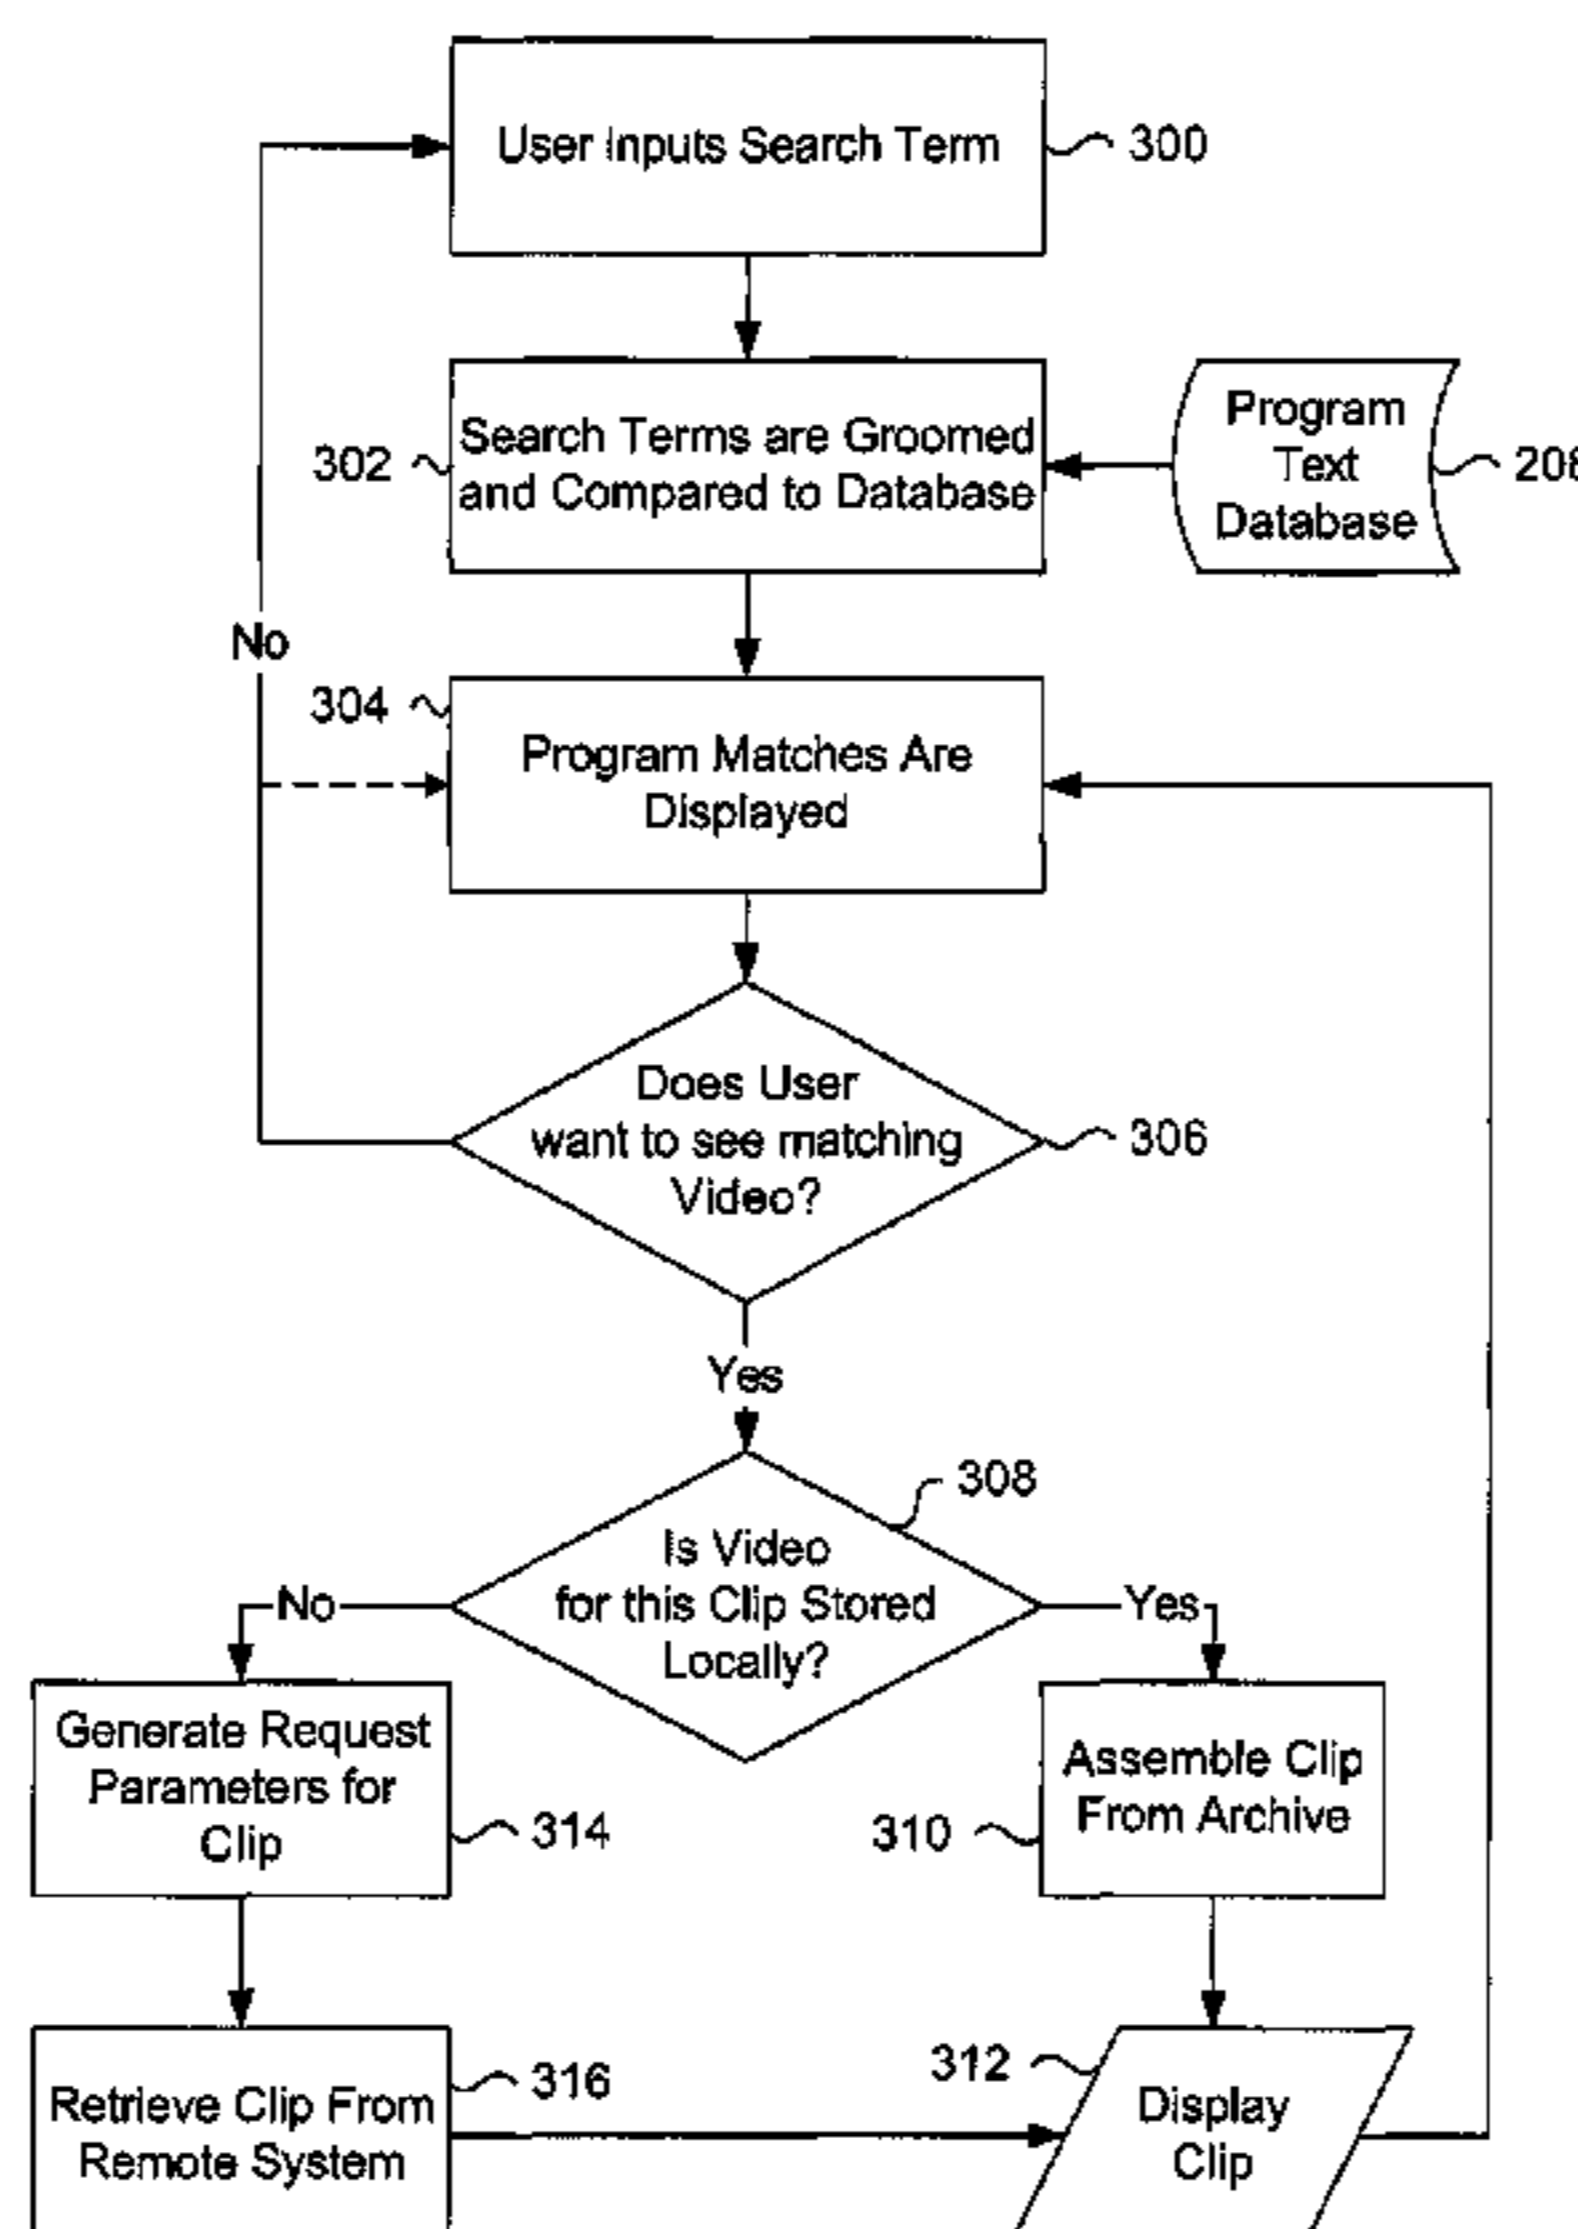 User Inputs Search Term
300
Search Terms are Groomed
and Compared to Database
302
Program
Text
Database
208
No
304
Program Matches Are
Displayed
Does User
want to see matching
Video?
306
Yes
308
Is Video
for this Clip Stored
Locally?
No
Yes
Generate Request
Parameters for
Clip
314
Assemble Clip
From Archive
310
Retrieve Clip From
Remote System
316
312
Display
Clip